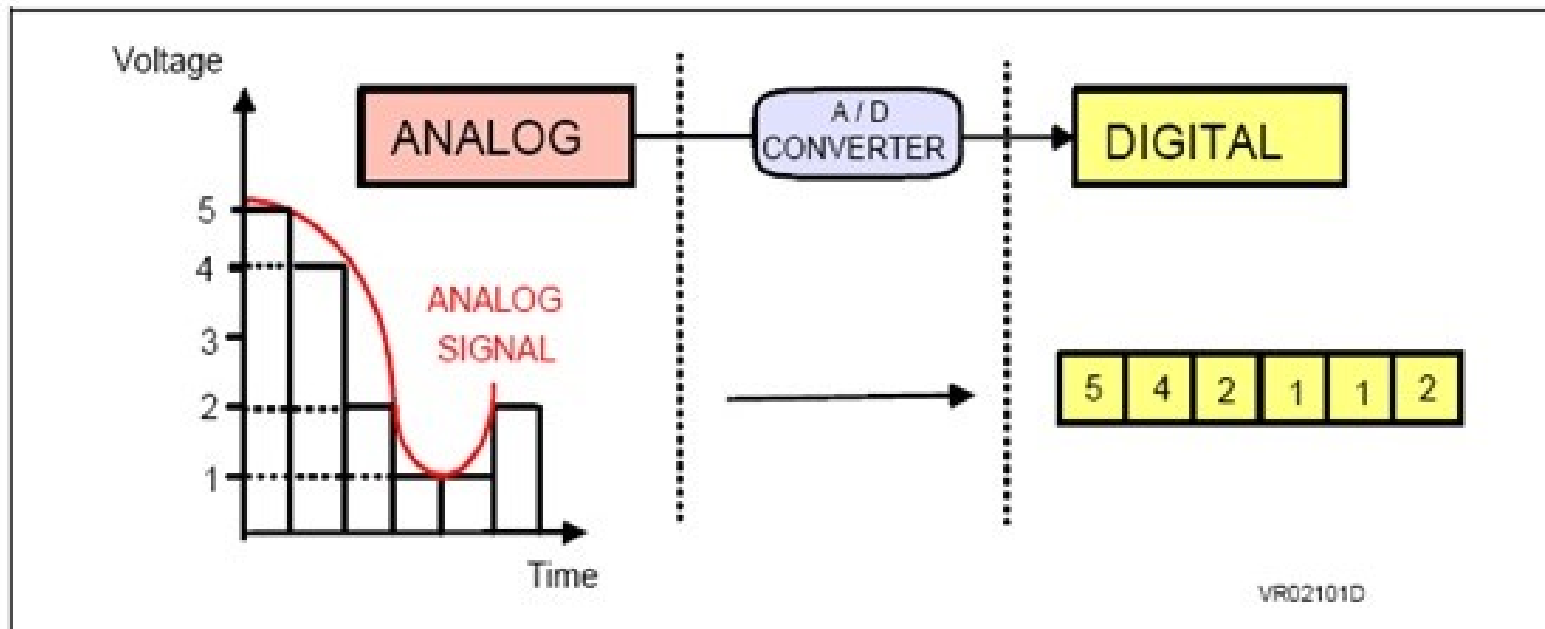 Voltage
ANALOG
A / D
CONVERTER
DIGITAL
5
4
3
2
1
ANALOG
SIGNAL
5 4 2 1 1 2
Time
VR02101D